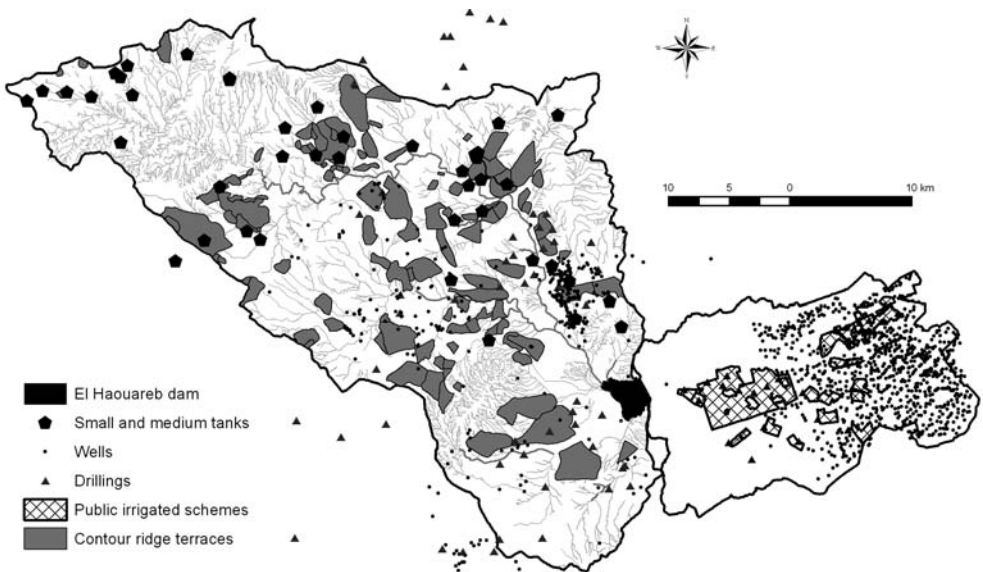 N
W E
S
10 5 0 10 km
El Haouareb dam
Small and medium tanks
Wells
Drillings
Public irrigated schemes
Contour ridge terraces